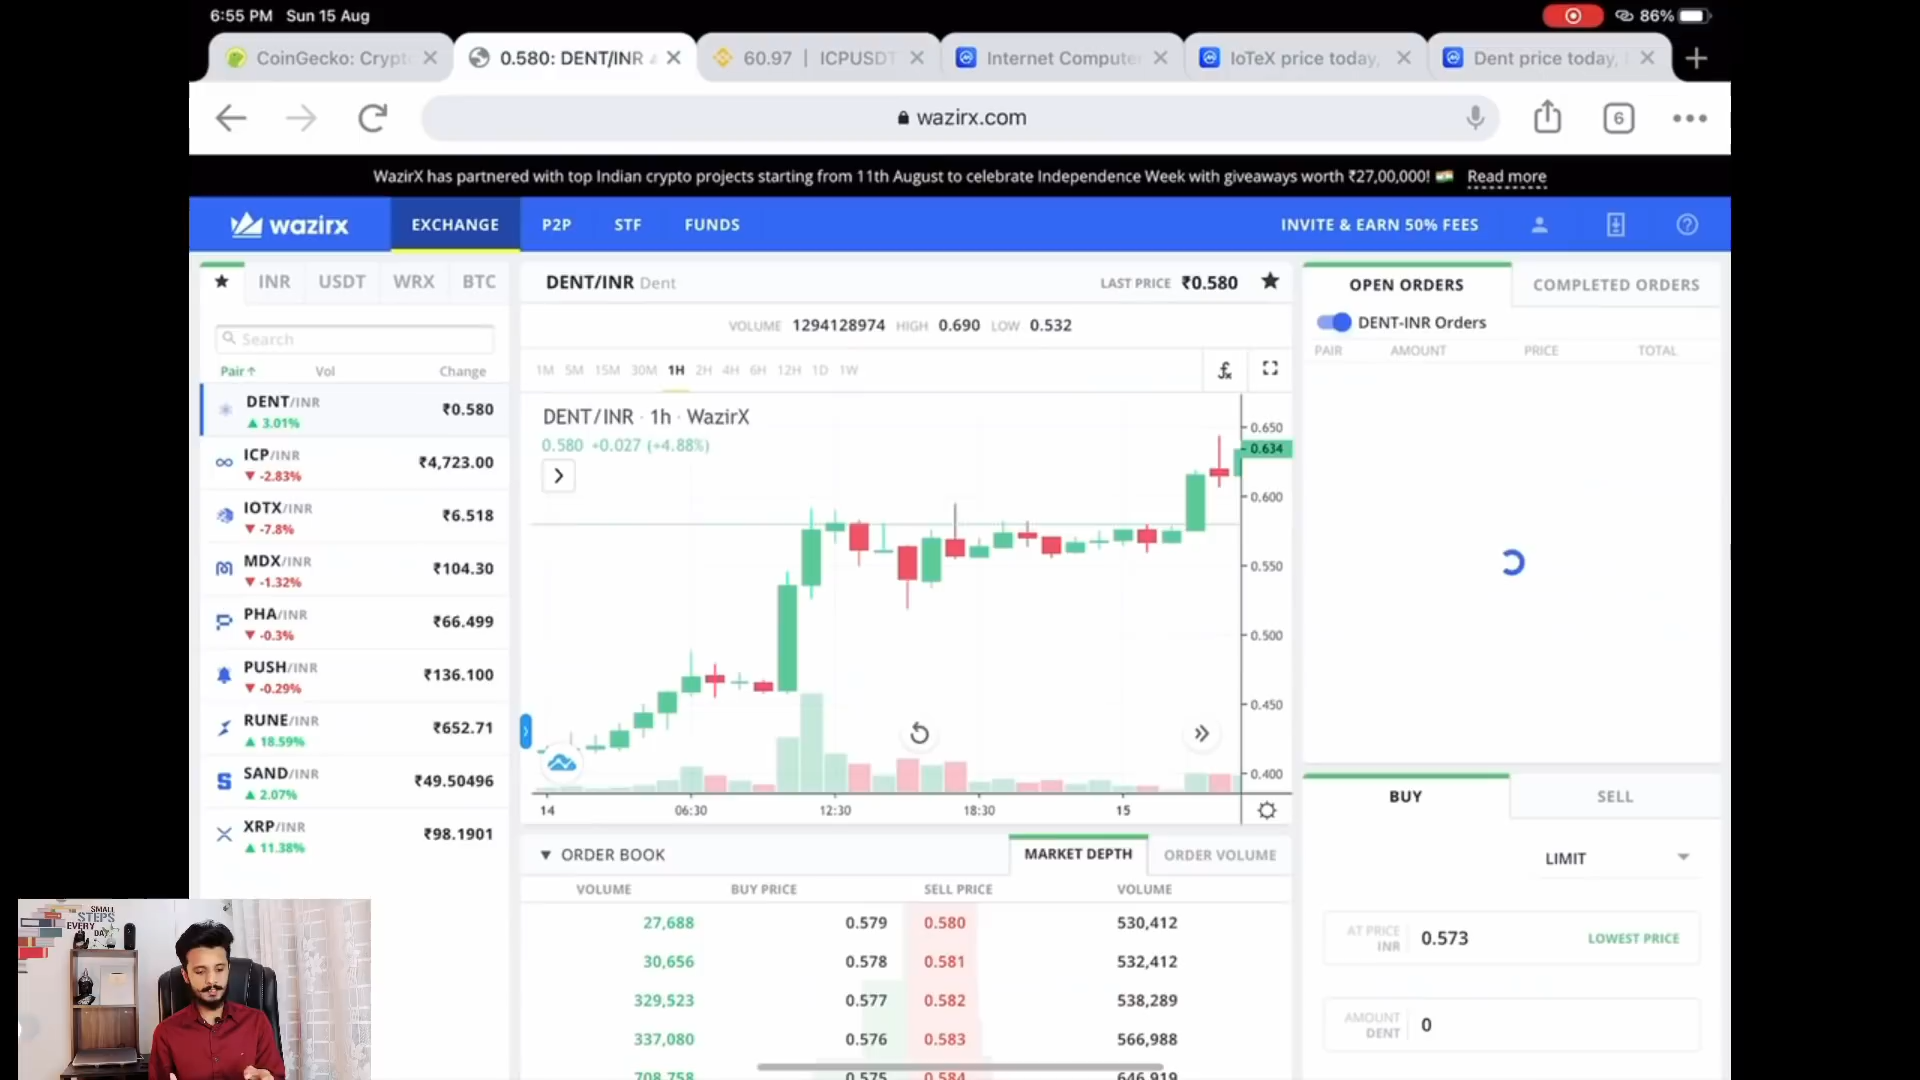 6:55 PM Sun 15 Aug
86%
CoinGecko: Crypt
0.580: DENT/INR
60.97 | ICPUSDT
Internet Compute
IoTeX price today,
Dent price today,
wazirx.com
6
WazirX has partnered with top Indian crypto projects starting from 11th August to celebrate Independence Week with giveaways worth ₹27,00,000! Read more
wazirx
EXCHANGE
P2P
STF
FUNDS
INVITE & EARN 50% FEES
INR
USDT
WRX
BTC
Search
Pair↑ Vol Change
DENT/INR ₹0.580
▲ 3.01%
ICP/INR ₹4,723.00
▼ -2.83%
IOTX/INR ₹6.518
▼ -7.8%
MDX/INR ₹104.30
▼ -1.32%
PHA/INR ₹66.499
▼ -0.3%
PUSH/INR ₹136.100
▼ -0.29%
RUNE/INR ₹652.71
▲ 18.59%
SAND/INR ₹49.50496
▲ 2.07%
XRP/INR ₹98.1901
▲ 11.38%
DENT/INR Dent LAST PRICE ₹0.580
VOLUME 1294128974 HIGH 0.690 LOW 0.532
1M 5M 15M 30M 1H 2H 4H 6H 12H 1D 1W
DENT/INR · 1h · WazirX
0.580 +0.027 (+4.88%)
0.650
0.634
0.600
0.550
0.500
0.450
0.400
14 06:30 12:30 18:30 15
▼ ORDER BOOK MARKET DEPTH ORDER VOLUME
VOLUME BUY PRICE SELL PRICE VOLUME
27,688 0.579 0.580 530,412
30,656 0.578 0.581 532,412
329,523 0.577 0.582 538,289
337,080 0.576 0.583 566,988
708,758 0.575 0.584 646,919
OPEN ORDERS COMPLETED ORDERS
DENT-INR Orders
PAIR AMOUNT PRICE TOTAL
BUY SELL
LIMIT
AT PRICE INR 0.573 LOWEST PRICE
AMOUNT DENT 0
SMALL
STEPS
EVERY
DAY